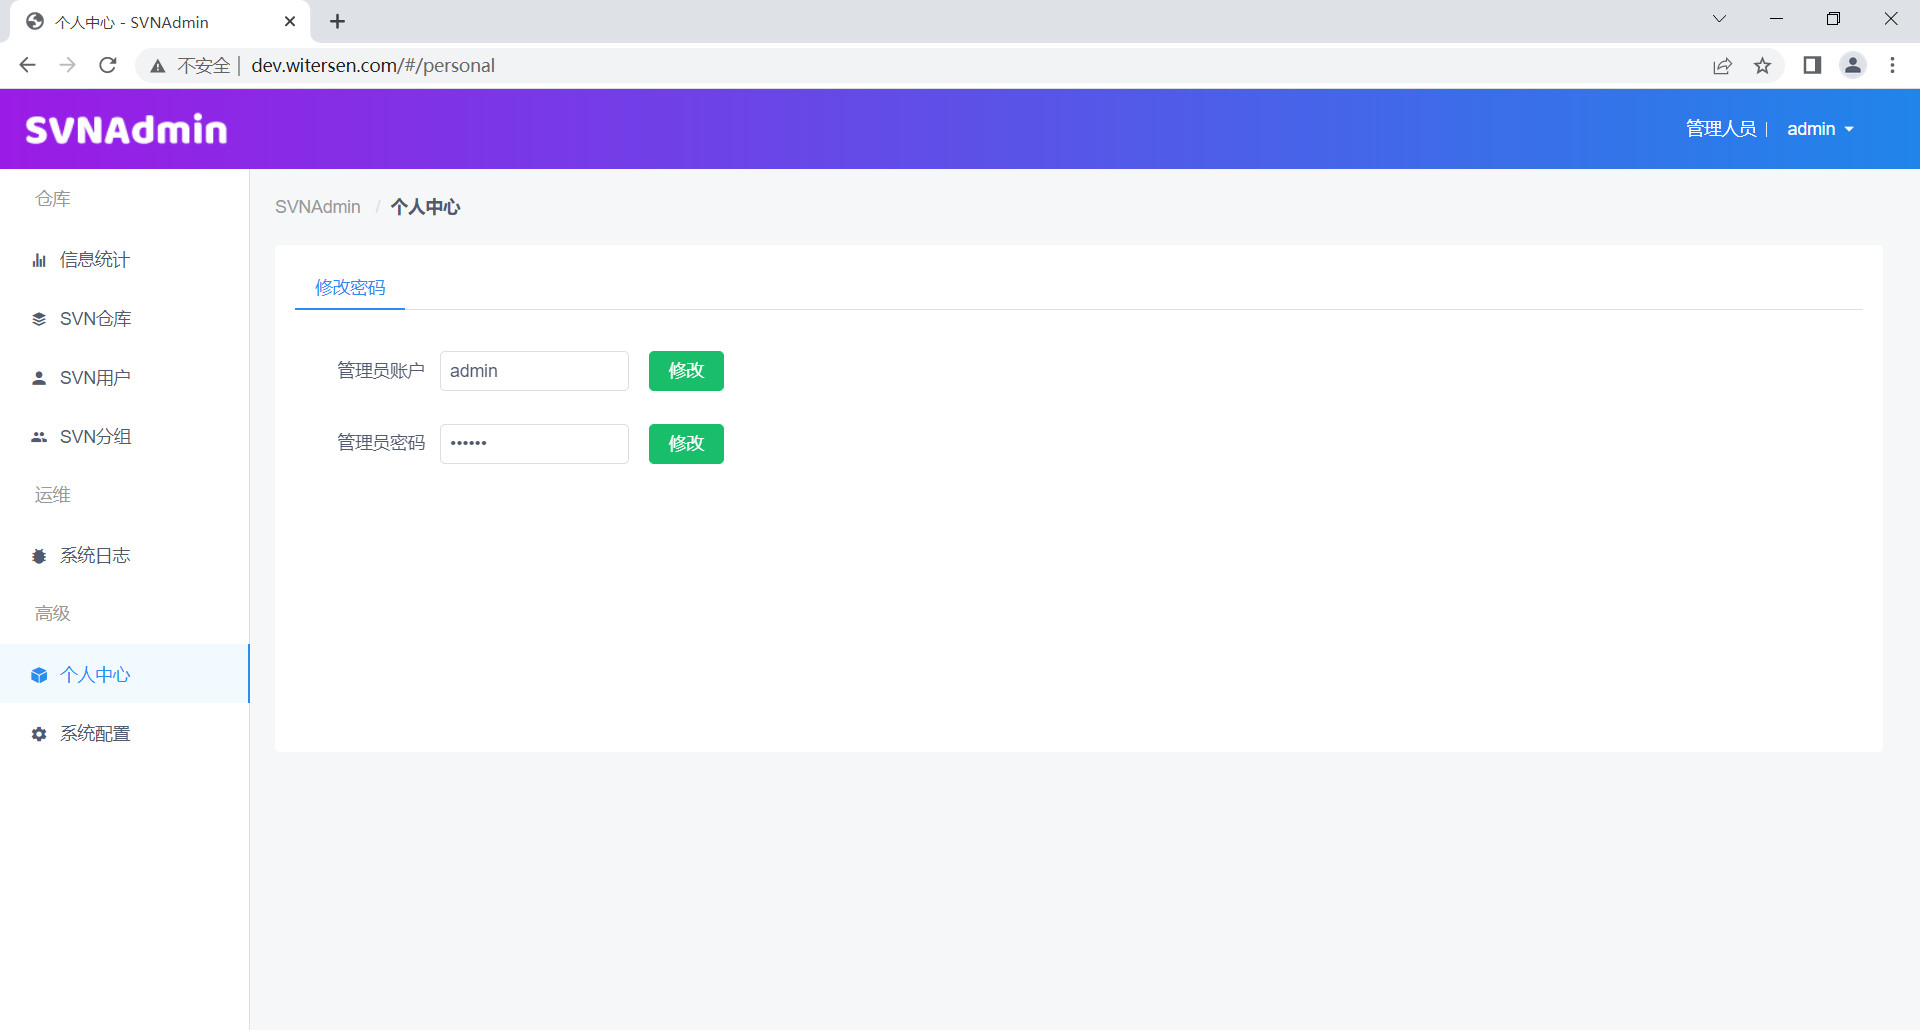 个人中心 - SVNAdmin
不安全 | dev.witersen.com/#/personal
SVNAdmin
管理人员 | admin
仓库
信息统计
SVN仓库
SVN用户
SVN分组
运维
系统日志
高级
个人中心
系统配置
SVNAdmin / 个人中心
修改密码
管理员账户 admin 修改
管理员密码 •••••• 修改